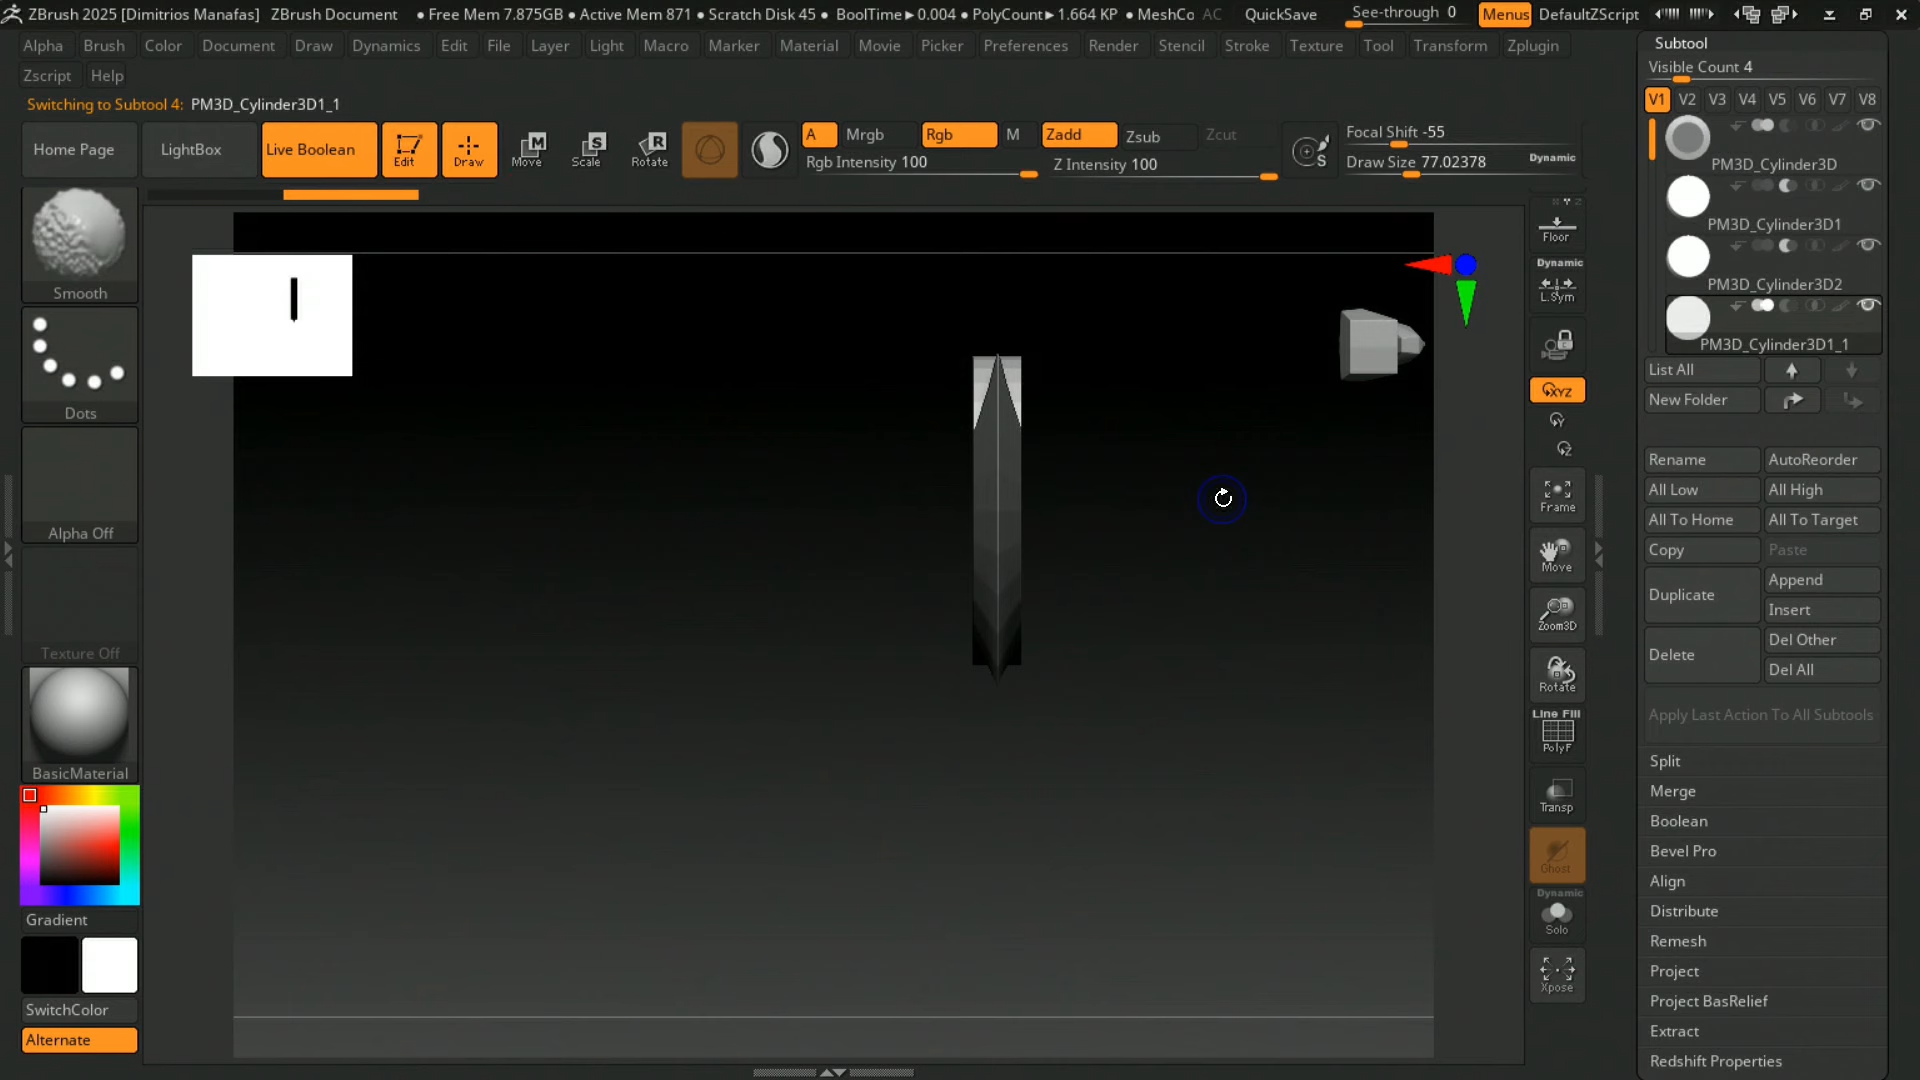 ZBrush 2025 [Dimitrios Manafas] ZBrush Document • Free Mem 7.875GB • Active Mem 871 • Scratch Disk 45 • BoolTime►0.004 • PolyCount►1.664 KP • MeshCo AC QuickSave See-through 0 Menus DefaultZScript
Alpha Brush Color Document Draw Dynamics Edit File Layer Light Macro Marker Material Movie Picker Preferences Render Stencil Stroke Texture Tool Transform Zplugin
Zscript Help
Switching to Subtool 4: PM3D_Cylinder3D1_1
Home Page LightBox Live Boolean Edit Draw Move Scale Rotate
A Mrgb Rgb M Zadd Zsub Zcut
Rgb Intensity 100 Z Intensity 100
Focal Shift -55
Draw Size 77.02378 Dynamic
Smooth
Dots
Alpha Off
Texture Off
BasicMaterial
Gradient
SwitchColor
Alternate
Floor
Dynamic
L.Sym
XYZ
Frame
Move
Zoom3D
Rotate
Line Fill
PolyF
Transp
Ghost
Dynamic
Solo
Xpose
Subtool
Visible Count 4
V1 V2 V3 V4 V5 V6 V7 V8
PM3D_Cylinder3D
PM3D_Cylinder3D1
PM3D_Cylinder3D2
PM3D_Cylinder3D1_1
List All
New Folder
Rename AutoReorder
All Low All High
All To Home All To Target
Copy Paste
Duplicate Append
Insert
Delete Del Other
Del All
Apply Last Action To All Subtools
Split
Merge
Boolean
Bevel Pro
Align
Distribute
Remesh
Project
Project BasRelief
Extract
Redshift Properties